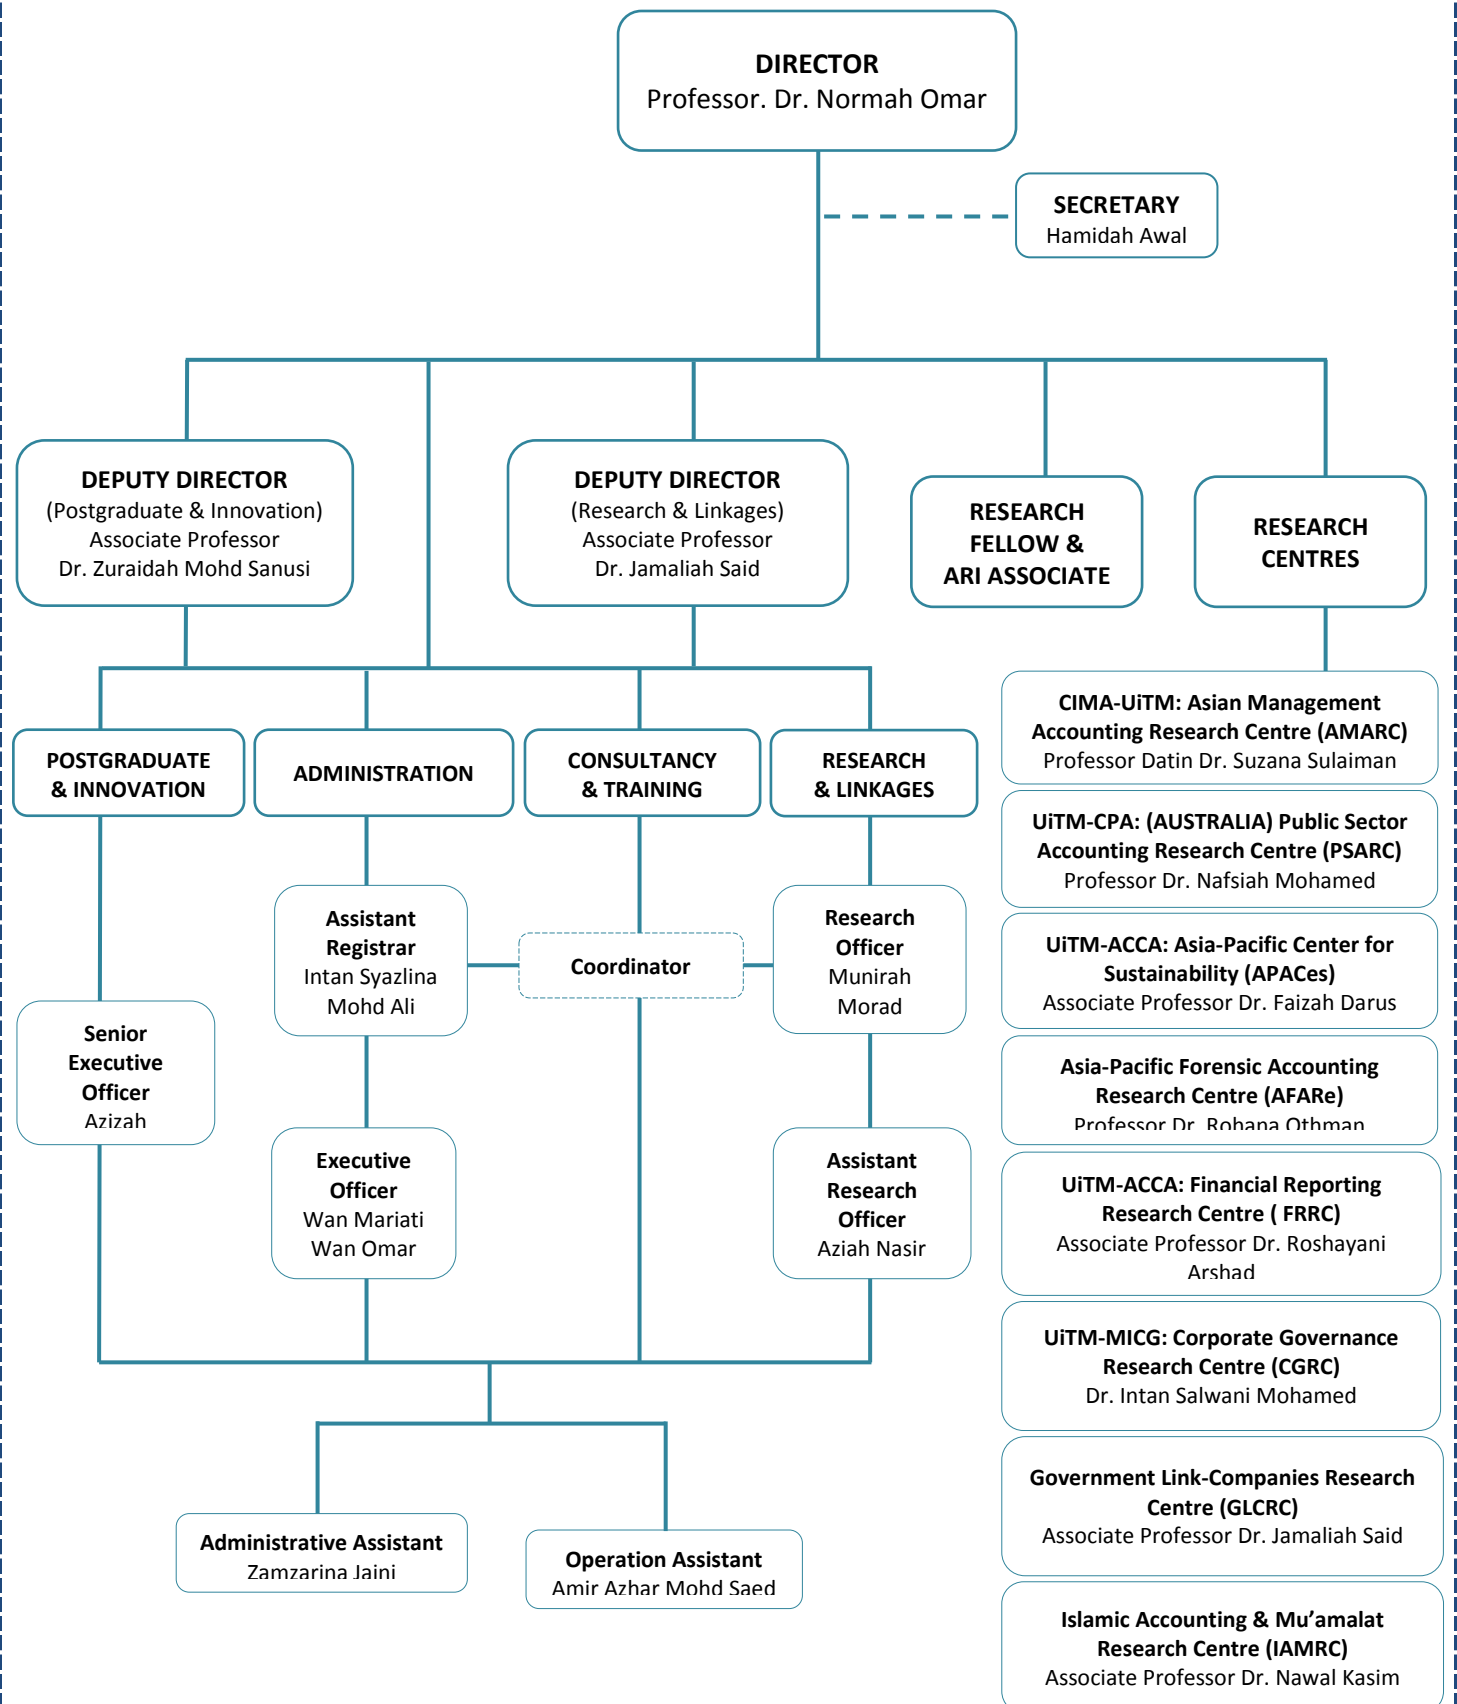 DIRECTOR
Professor. Dr. Normah Omar
SECRETARY
Hamidah Awal
DEPUTY DIRECTOR
(Postgraduate & Innovation)
Associate Professor
Dr. Zuraidah Mohd Sanusi
DEPUTY DIRECTOR
(Research & Linkages)
Associate Professor
Dr. Jamaliah Said
RESEARCH
FELLOW &
ARI ASSOCIATE
RESEARCH
CENTRES
POSTGRADUATE
& INNOVATION
ADMINISTRATION
CONSULTANCY
& TRAINING
RESEARCH
& LINKAGES
Assistant
Registrar
Intan Syazlina
Mohd Ali
Coordinator
Research
Officer
Munirah
Morad
Senior
Executive
Officer
Azizah
Executive
Officer
Wan Mariati
Wan Omar
Assistant
Research
Officer
Aziah Nasir
Administrative Assistant
Zamzarina Jaini
Operation Assistant
Amir Azhar Mohd Saed
CIMA-UiTM: Asian Management
Accounting Research Centre (AMARC)
Professor Datin Dr. Suzana Sulaiman
UiTM-CPA: (AUSTRALIA) Public Sector
Accounting Research Centre (PSARC)
Professor Dr. Nafsiah Mohamed
UiTM-ACCA: Asia-Pacific Center for
Sustainability (APACes)
Associate Professor Dr. Faizah Darus
Asia-Pacific Forensic Accounting
Research Centre (AFARe)
Professor Dr. Rohana Othman
UiTM-ACCA: Financial Reporting
Research Centre ( FRRC)
Associate Professor Dr. Roshayani
Arshad
UiTM-MICG: Corporate Governance
Research Centre (CGRC)
Dr. Intan Salwani Mohamed
Government Link-Companies Research
Centre (GLCRC)
Associate Professor Dr. Jamaliah Said
Islamic Accounting & Mu’amalat
Research Centre (IAMRC)
Associate Professor Dr. Nawal Kasim